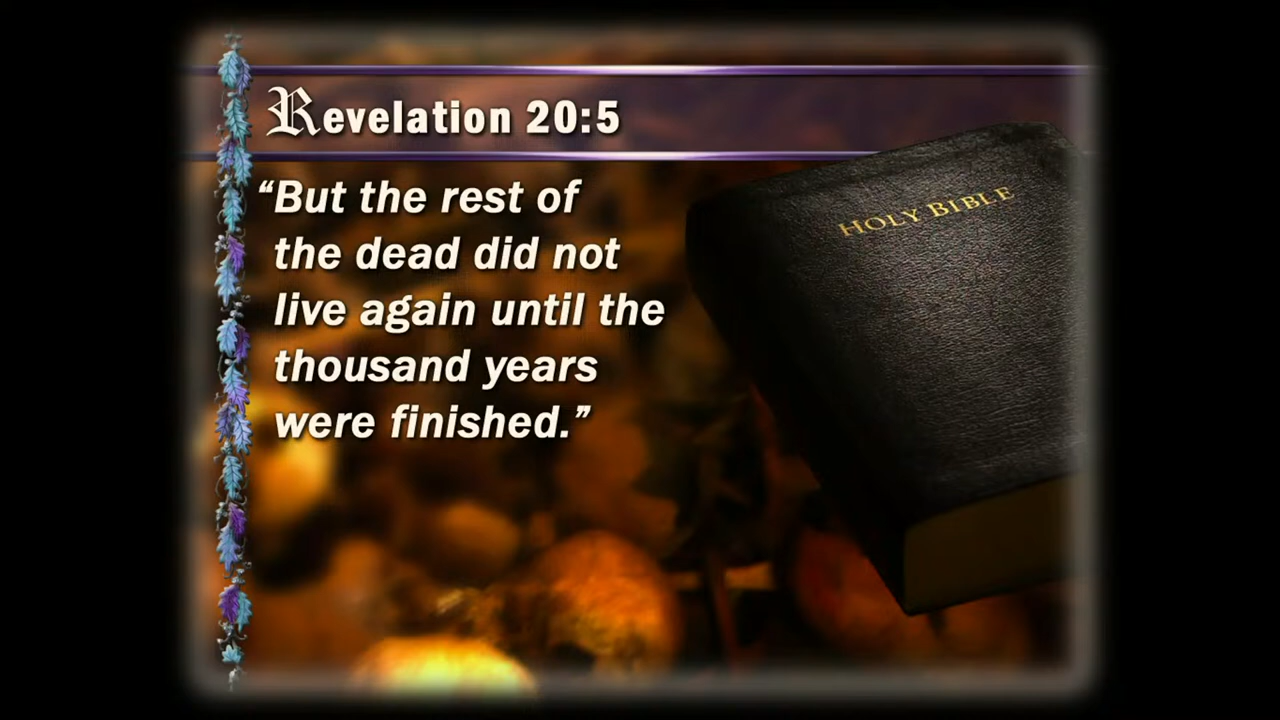 Revelation 20:5
“But the rest of
the dead did not
live again until the
thousand years
were finished.”
HOLY BIBLE